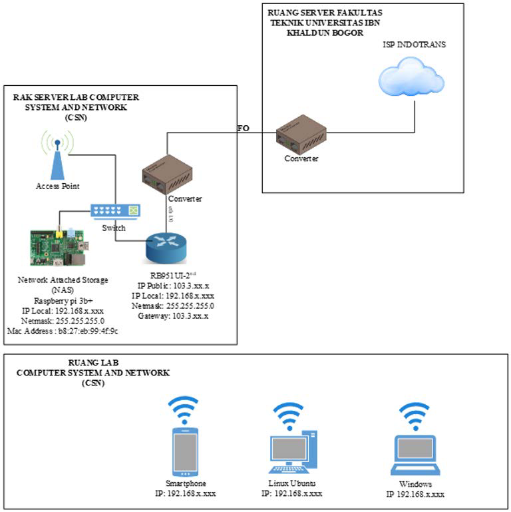 RUANG SERVER FAKULTAS
TEKNIK UNIVERSITAS IBN
KHALDUN BOGOR
ISP INDOTRANS
RAK SERVER LAB COMPUTER
SYSTEM AND NETWORK
(CSN)
FO
Converter
Access Point
Converter
Switch
Network Attached Storage
(NAS)
Raspberry pi 3b+
IP Local: 192.168.x.xxx
Netmask: 255.255.255.0
Mac Address : b8:27:eb:99:4f:9c
IP Public: 103.3.xx.x
IP Local: 192.168.x.xxx
Netmask: 255.255.255.0
Gateway: 103.3.xx.x
RUANG LAB
COMPUTER SYSTEM AND NETWORK
(CSN)
Smartphone
IP: 192.168.x.xxx
Linux Ubuntu
IP: 192.168.x.xxx
Windows
IP 192.168.x.xxx